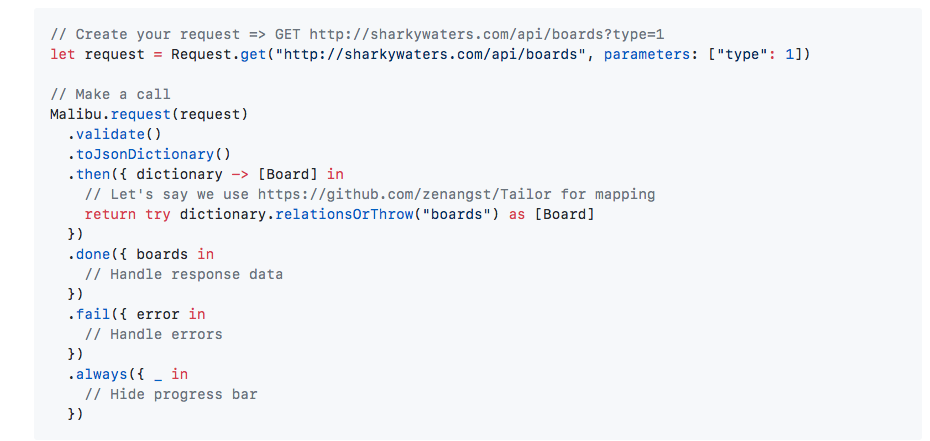 // Create your request => GET http://sharkywaters.com/api/boards?type=1
let request = Request.get("http://sharkywaters.com/api/boards", parameters: ["type": 1])

// Make a call
Malibu.request(request)
  .validate()
  .toJsonDictionary()
  .then({ dictionary -> [Board] in
    // Let's say we use https://github.com/zenangst/Tailor for mapping
    return try dictionary.relationsOrThrow("boards") as [Board]
  })
  .done({ boards in
    // Handle response data
  })
  .fail({ error in
    // Handle errors
  })
  .always({ _ in
    // Hide progress bar
  })